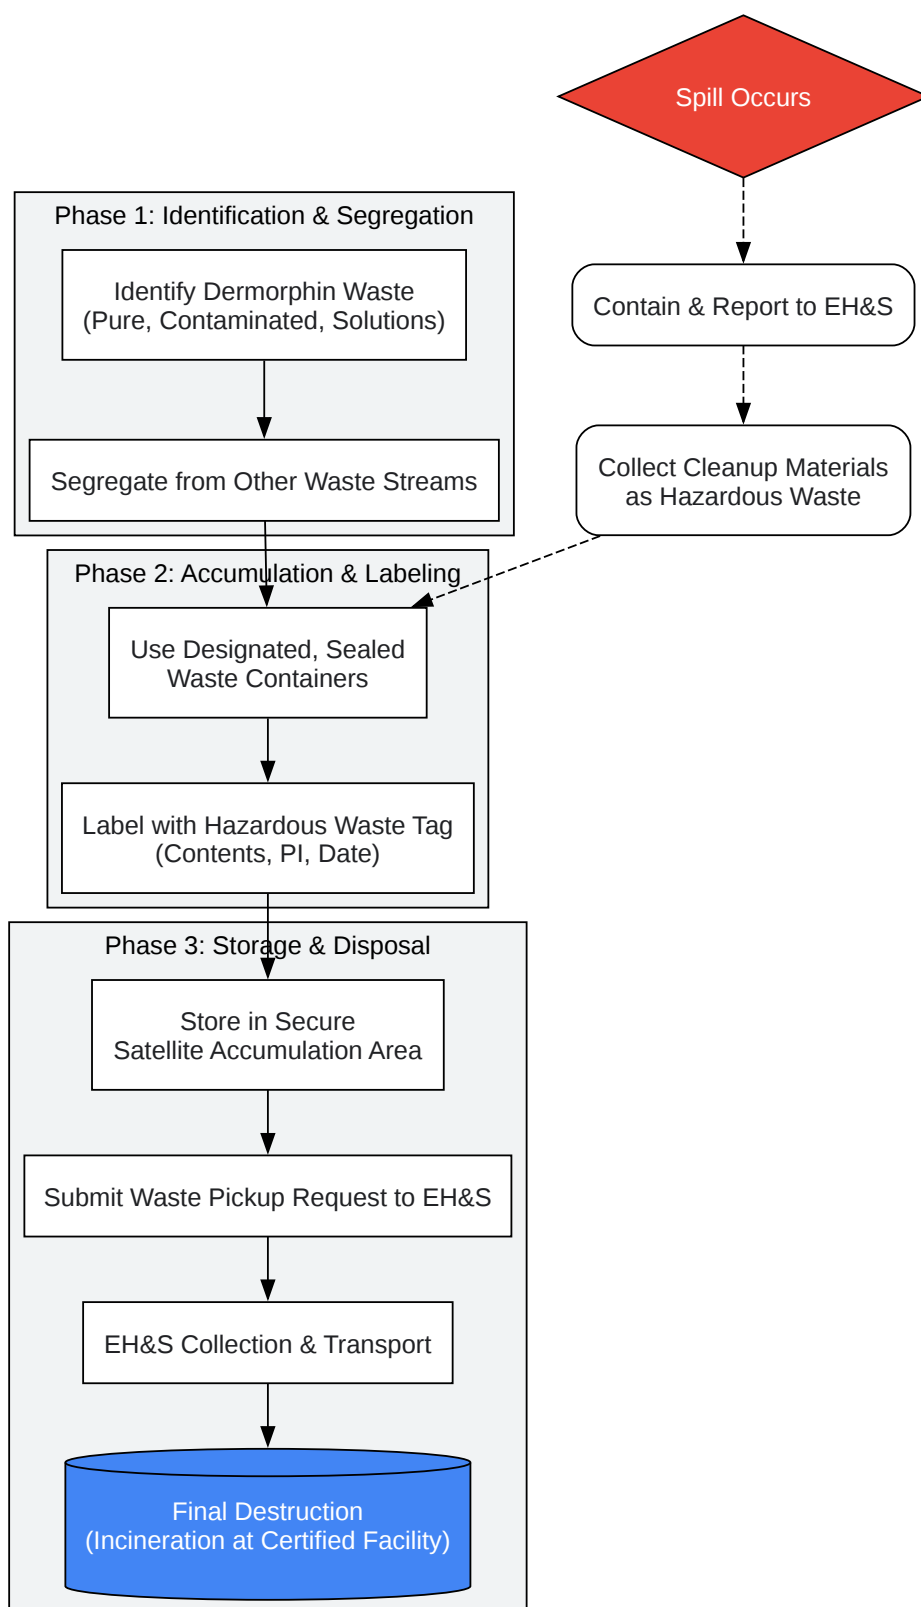 Spill Occurs
Phase 1: Identification & Segregation
Identify Dermorphin Waste
(Pure, Contaminated, Solutions)
Contain & Report to EH&S
Segregate from Other Waste Streams
Collect Cleanup Materials
as Hazardous Waste
Phase 2: Accumulation & Labeling
Use Designated, Sealed
Waste Containers
Label with Hazardous Waste Tag
(Contents, PI, Date)
Phase 3: Storage & Disposal
Store in Secure
Satellite Accumulation Area
Submit Waste Pickup Request to EH&S
EH&S Collection & Transport
Final Destruction
(Incineration at Certified Facility)